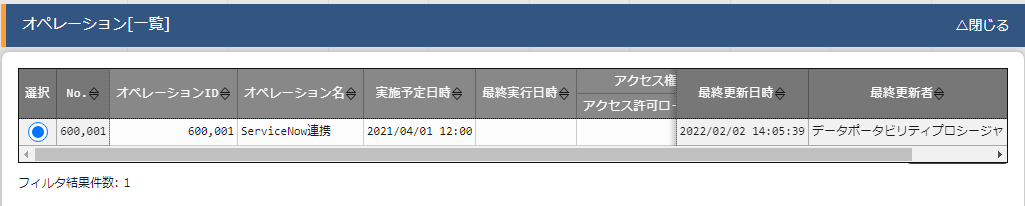 オペレーション[一覧]
△閉じる
選択 No. オペレーションID オペレーション名 実施予定日時 最終実行日時 アクセス権 最終更新日時 最終更新者
アクセス許可ロー
600,001 600,001 ServiceNow連携 2021/04/01 12:00 2022/02/02 14:05:39 データポータビリティプロシージャ
フィルタ結果件数: 1